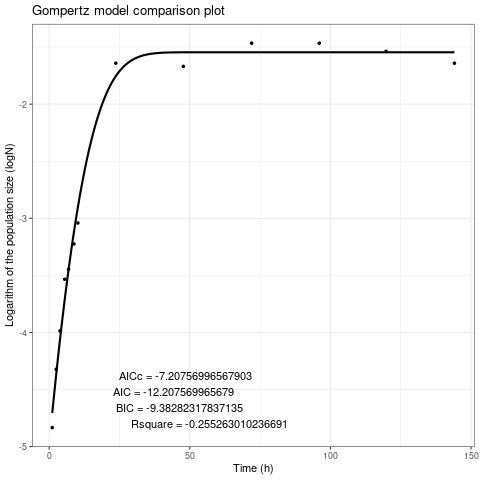 Gompertz model comparison plot
Logarithm of the population size (logN)
-2
-3
-4
-5
AICc = -7.20756996567903
AIC = -12.207569965679
BIC = -9.38282317837135
Rsquare = -0.255263010236691
0
50
100
150
Time (h)